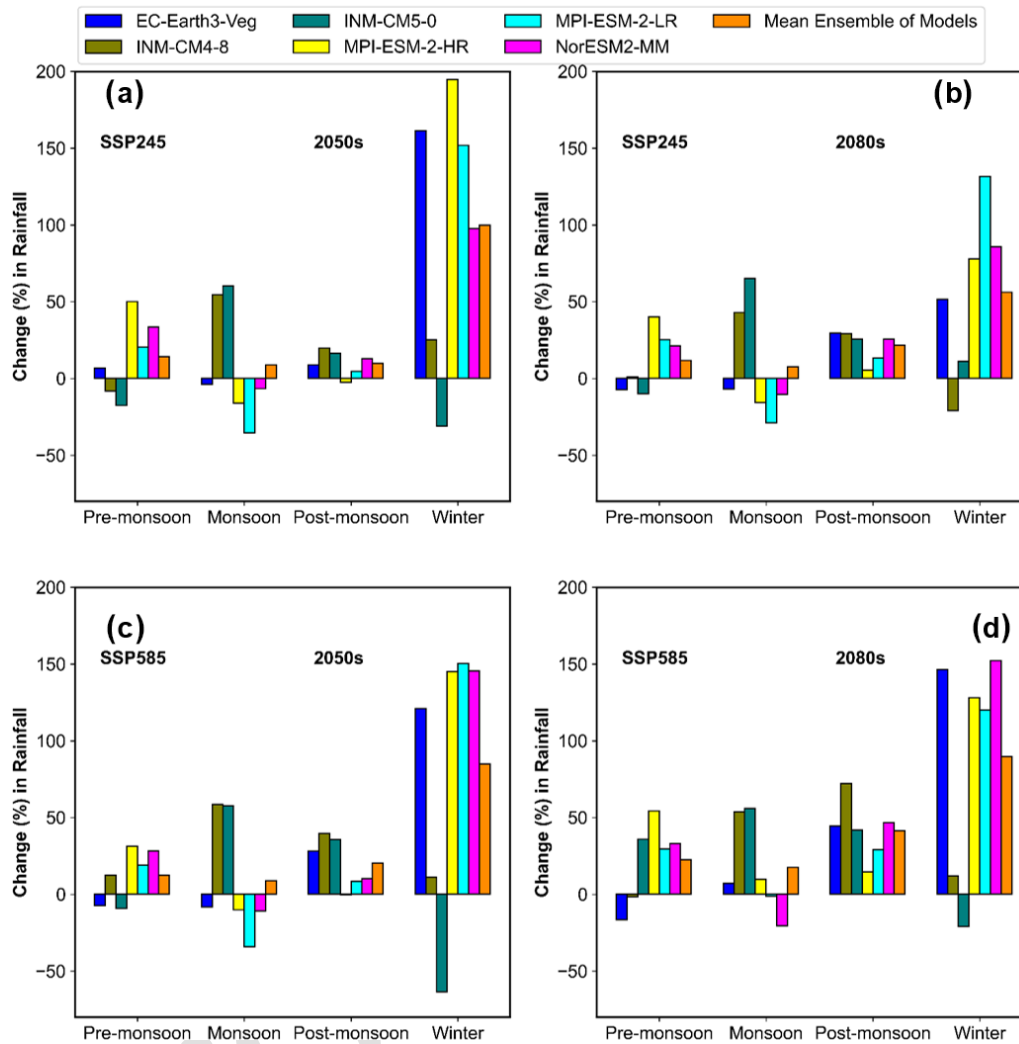 EC-Earth3-Veg INM-CM5-0 MPI-ESM-2-LR Mean Ensemble of Models
INM-CM4-8 MPI-ESM-2-HR NorESM2-MM
(a)
SSP245 2050s
Change (%) in Rainfall
200
150
100
50
0
−50
Pre-monsoon Monsoon Post-monsoon Winter
(b)
SSP245 2080s
Change (%) in Rainfall
200
150
100
50
0
−50
Pre-monsoon Monsoon Post-monsoon Winter
(c)
SSP585 2050s
Change (%) in Rainfall
200
150
100
50
0
−50
Pre-monsoon Monsoon Post-monsoon Winter
(d)
SSP585 2080s
Change (%) in Rainfall
200
150
100
50
0
−50
Pre-monsoon Monsoon Post-monsoon Winter